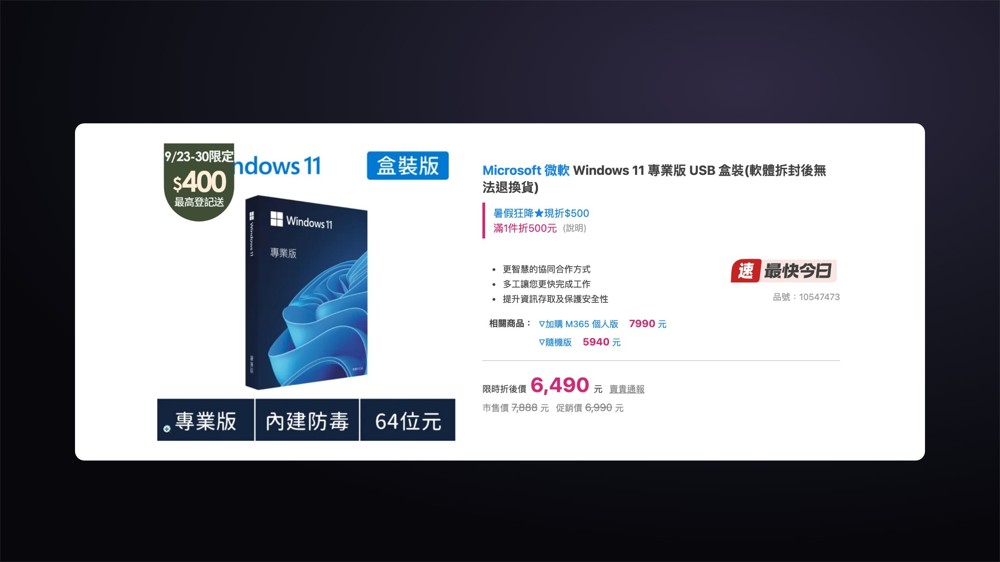 9/23-30限定
$400
最高登記送
ndows 11
盒裝版
Windows 11
專業版
Windows 11
專業版
繁體中文版
專業版
內建防毒
64位元
Microsoft 微軟 Windows 11 專業版 USB 盒裝(軟體拆封後無
法退換貨)
暑假狂降★現折$500
滿1件折500元 (說明)
更智慧的協同合作方式
多工讓您更快完成工作
提升資訊存取及保護安全性
速 最快今日
品號：10547473
相關商品： ▽加購 M365 個人版 7990 元
▽隨機版 5940 元
限時折後價 6,490 元 賣貴通報
市售價 7,888 元 促銷價 6,990 元